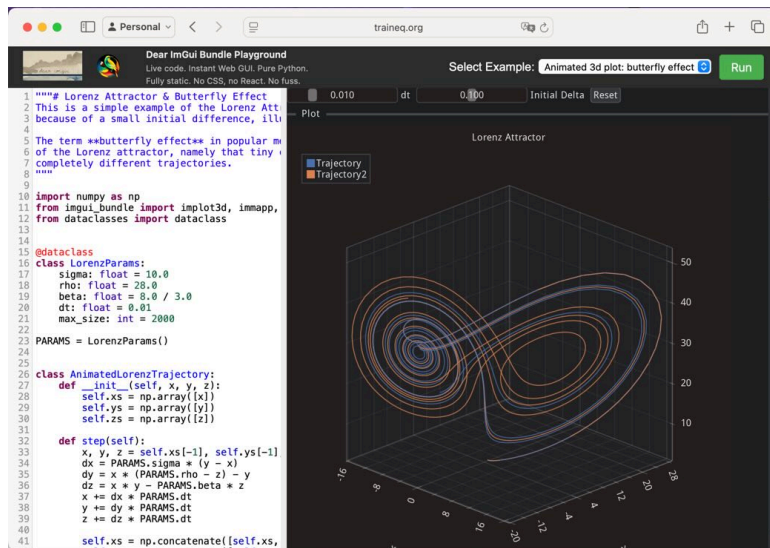 Personal
traineq.org
Dear ImGui Bundle Playground
Live code. Instant Web GUI. Pure Python.
Fully static. No CSS, no React. No fuss.
Select Example: Animated 3d plot: butterfly effect
Run
1 """# Lorenz Attractor & Butterfly Effect
2 This is a simple example of the Lorenz Att
3 because of a small initial difference, illu
4
5 The term **butterfly effect** in popular me
6 of the Lorenz attractor, namely that tiny c
7 completely different trajectories.
8 """
9
10 import numpy as np
11 from imgui_bundle import implot3d, immapp,
12 from dataclasses import dataclass
13
14
15 @dataclass
16 class LorenzParams:
17 sigma: float = 10.0
18 rho: float = 28.0
19 beta: float = 8.0 / 3.0
20 dt: float = 0.01
21 max_size: int = 2000
22
23 PARAMS = LorenzParams()
24
25
26 class AnimatedLorenzTrajectory:
27 def __init__(self, x, y, z):
28 self.xs = np.array([x])
29 self.ys = np.array([y])
30 self.zs = np.array([z])
31
32 def step(self):
33 x, y, z = self.xs[-1], self.ys[-1]
34 dx = PARAMS.sigma * (y - x)
35 dy = x * (PARAMS.rho - z) - y
36 dz = x * y - PARAMS.beta * z
37 x += dx * PARAMS.dt
38 y += dy * PARAMS.dt
39 z += dz * PARAMS.dt
40
41 self.xs = np.concatenate([self.xs,
0.010 dt 0.100 Initial Delta Reset
Plot
Lorenz Attractor
Trajectory
Trajectory2
50
40
30
20
10
-16
-8
0
8
16
-20
-12
-4
4
12
20
28